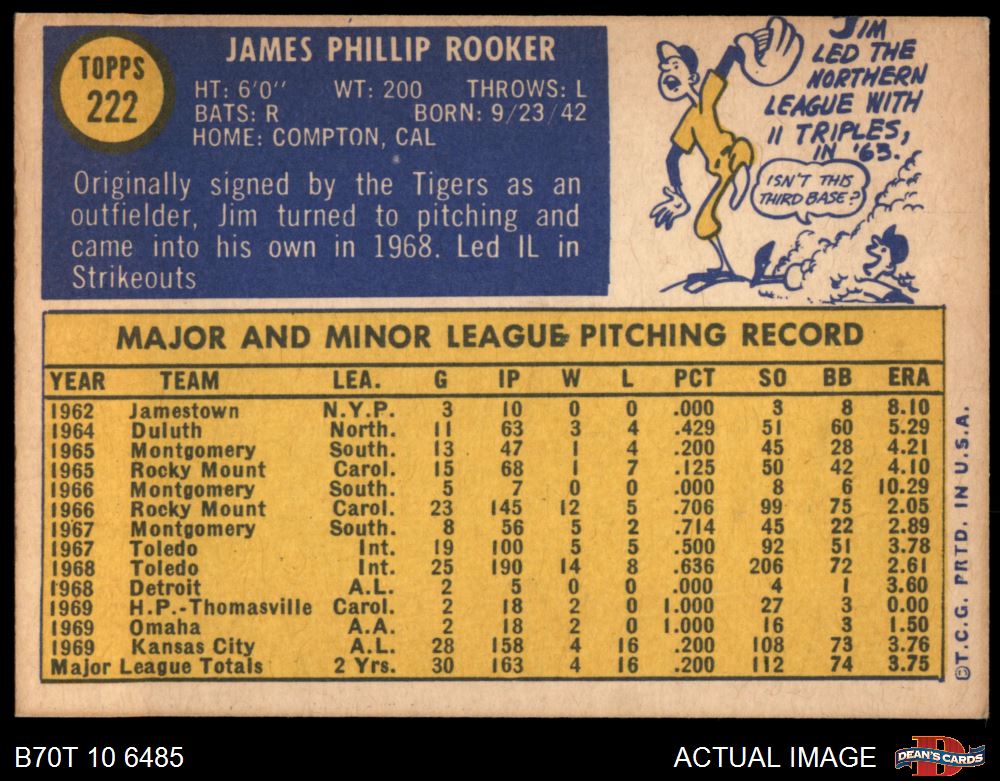 TOPPS
222
JAMES PHILLIP ROOKER
HT: 6'0" WT: 200 THROWS: L
BATS: R BORN: 9/23/42
HOME: COMPTON, CAL
Originally signed by the Tigers as an
outfielder, Jim turned to pitching and
came into his own in 1968. Led IL in
Strikeouts
JIM
LED THE
NORTHERN
LEAGUE WITH
11 TRIPLES,
IN '63.
ISN'T THIS
THIRD BASE?
MAJOR AND MINOR LEAGUE PITCHING RECORD
YEAR TEAM LEA. G IP W L PCT SO BB ERA
1962 Jamestown N.Y.P. 3 10 0 0 .000 3 8 8.10
1964 Duluth North. 11 63 3 4 .429 51 60 5.29
1965 Montgomery South. 13 47 1 4 .200 45 28 4.21
1965 Rocky Mount Carol. 15 68 1 7 .125 50 42 4.10
1966 Montgomery South. 5 7 0 0 .000 8 6 10.29
1966 Rocky Mount Carol. 23 145 12 5 .706 99 75 2.05
1967 Montgomery South. 8 56 5 2 .714 45 22 2.89
1967 Toledo Int. 19 100 5 5 .500 92 51 3.78
1968 Toledo Int. 25 190 14 8 .636 206 72 2.61
1968 Detroit A.L. 2 5 0 0 .000 4 1 3.60
1969 H.P.-Thomasville Carol. 2 18 2 0 1.000 27 3 0.00
1969 Omaha A.A. 2 18 2 0 1.000 16 3 1.50
1969 Kansas City A.L. 28 158 4 16 .200 108 73 3.76
Major League Totals 2 Yrs. 30 163 4 16 .200 112 74 3.75
©T.C.G. PRTD. IN U.S.A.
B70T 10 6485
ACTUAL IMAGE
D
DEAN'S CARDS